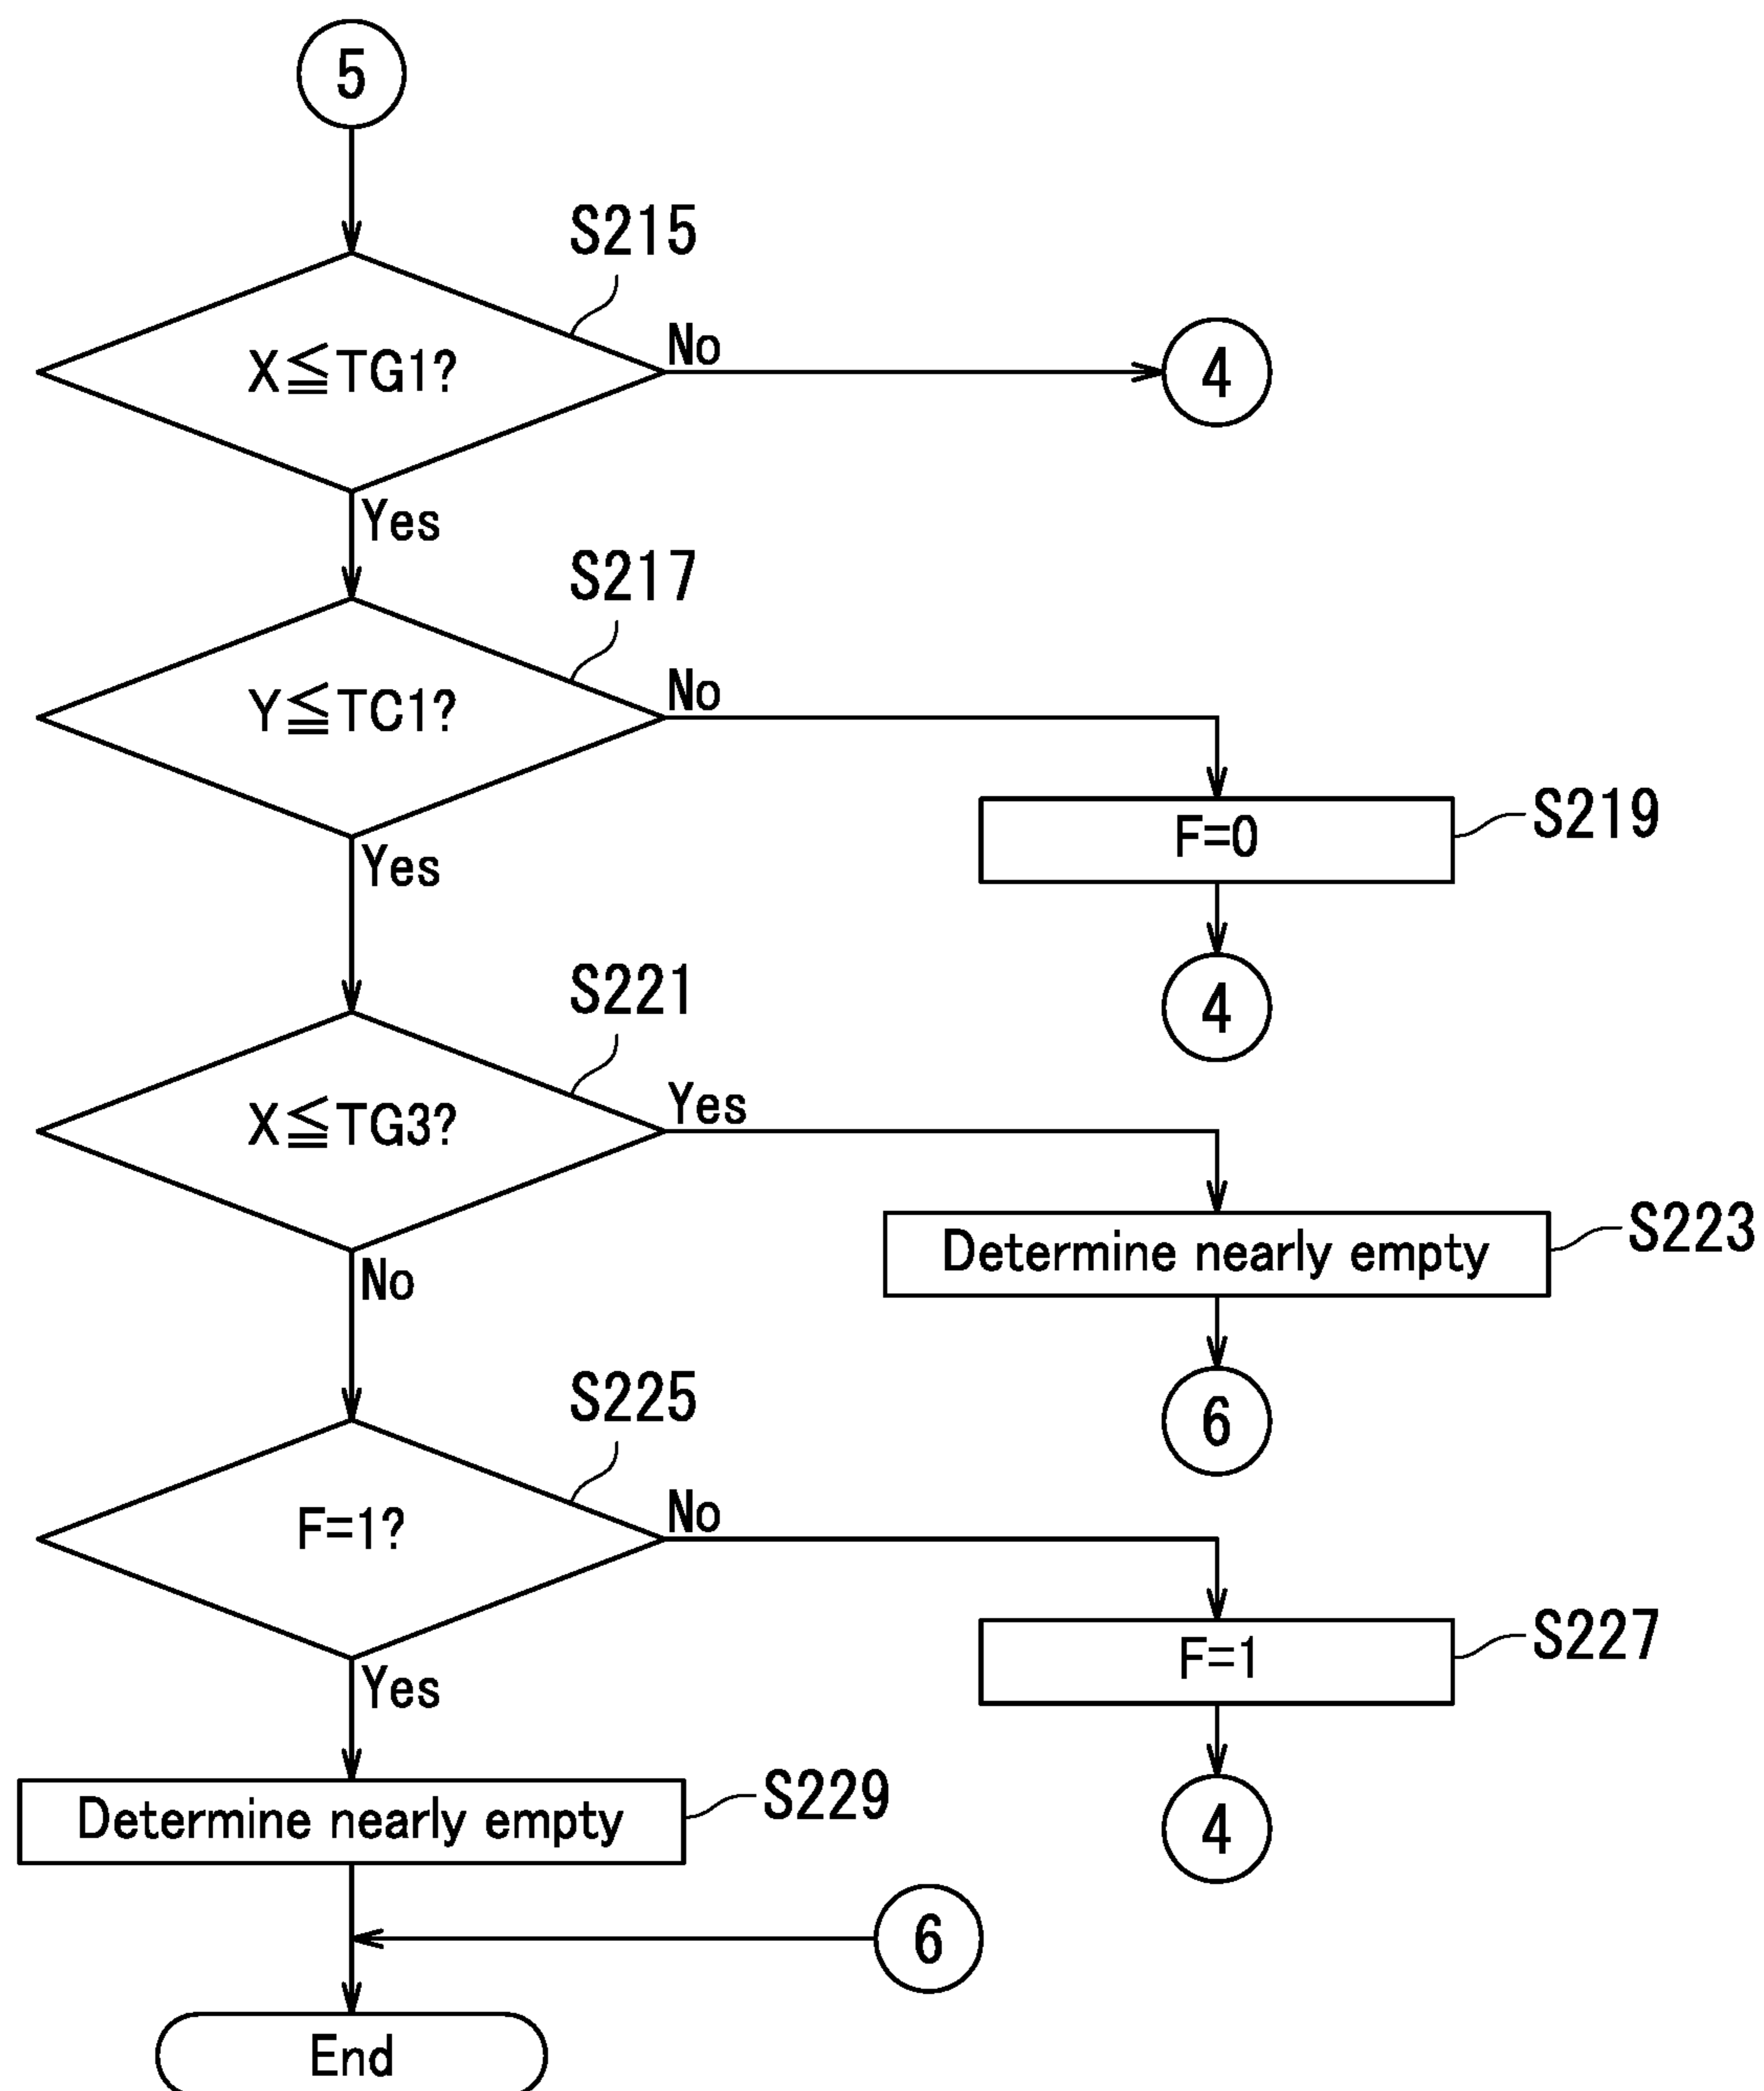 5
S215
X≦TG1?
No
4
Yes
S217
Y≦TC1?
No
F=0
S219
Yes
4
S221
X≦TG3?
Yes
Determine nearly empty
S223
No
6
S225
F=1?
No
F=1
S227
Yes
4
Determine nearly empty
S229
6
End